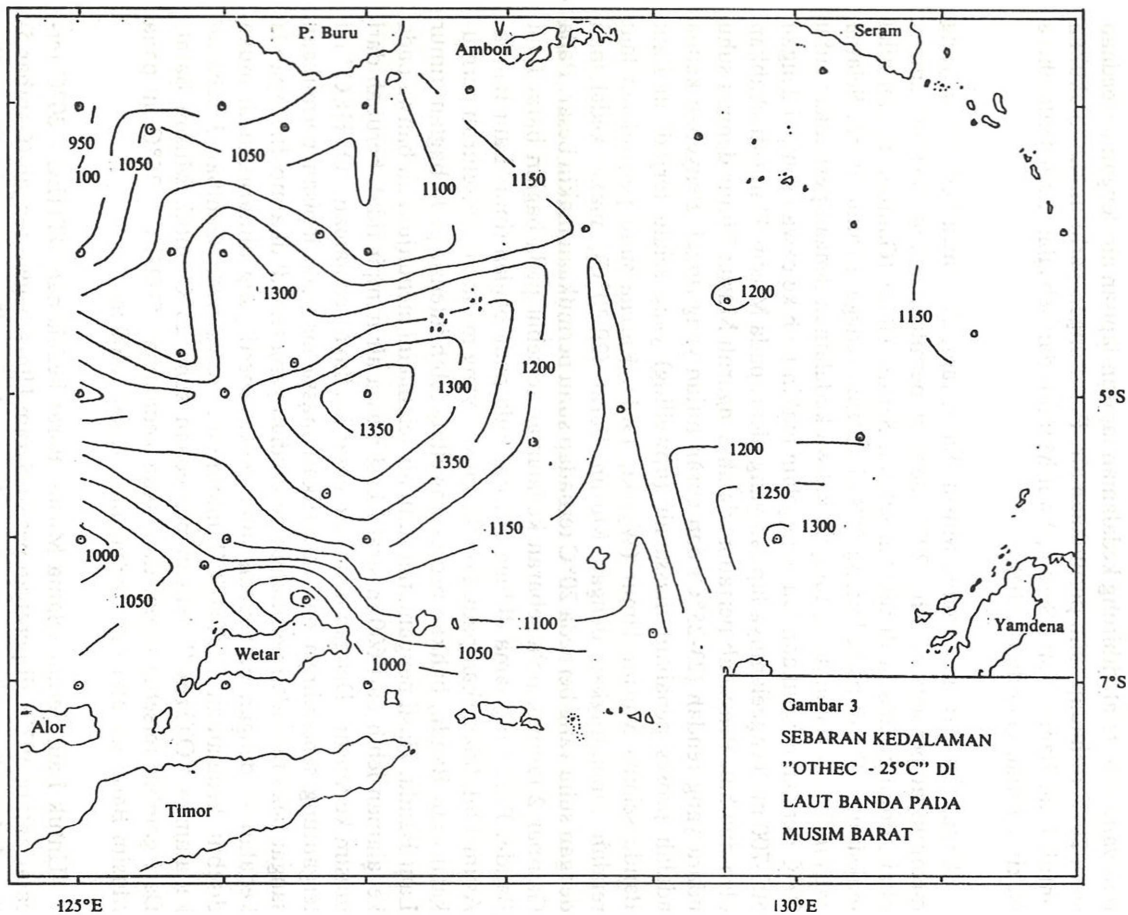 P. Buru
Ambon
Seram
950
100
1050
1050
1100
1150
1300
1200
1150
1300
1200
1350
1350
1200
1250
1300
1150
1000
1050
1100
1050
1000
Wetar
Yamdena
Alor
Timor
5°S
7°S
Gambar 3
SEBARAN KEDALAMAN
"OTHEC - 25°C" DI
LAUT BANDA PADA
MUSIM BARAT
125°E
130°E